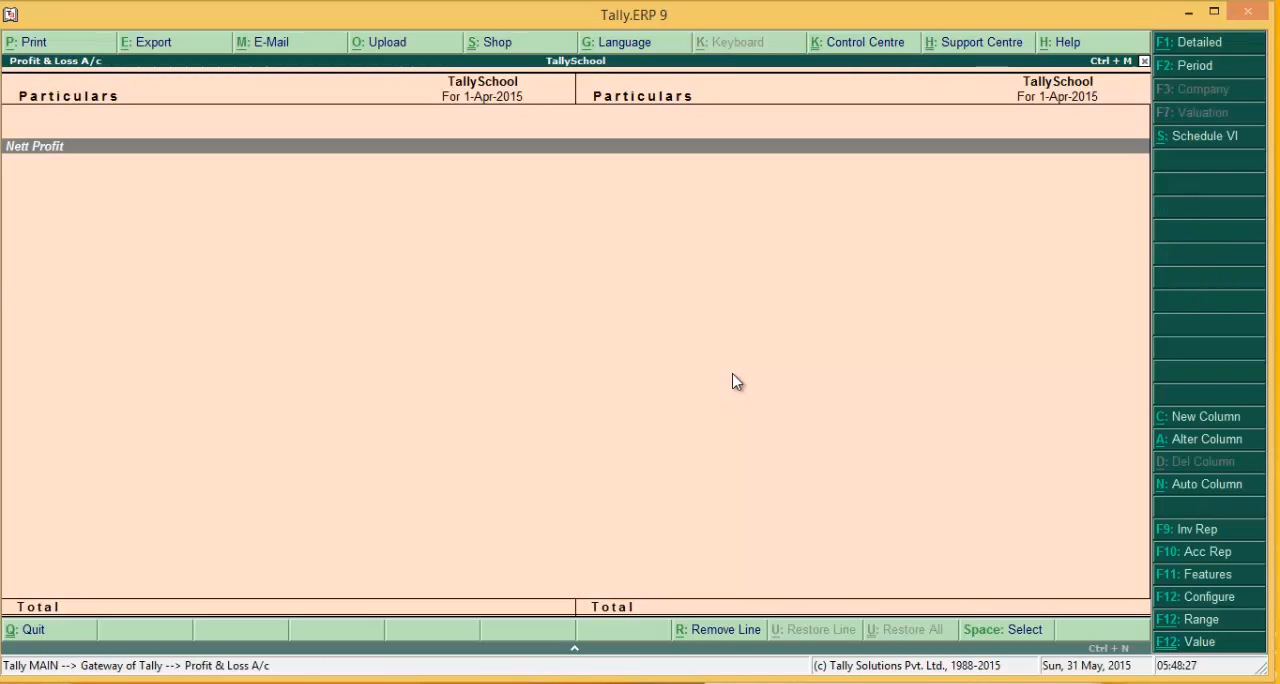 Tally.ERP 9
P: Print E: Export M: E-Mail O: Upload S: Shop G: Language K: Keyboard K: Control Centre H: Support Centre H: Help
Profit & Loss A/c TallySchool Ctrl + M
Particulars TallySchool Particulars TallySchool
For 1-Apr-2015 For 1-Apr-2015
Nett Profit
Total Total
Q: Quit R: Remove Line U: Restore Line U: Restore All Space: Select
Ctrl + N
Tally MAIN --> Gateway of Tally --> Profit & Loss A/c (c) Tally Solutions Pvt. Ltd., 1988-2015 Sun, 31 May, 2015 05:48:27
F1: Detailed
F2: Period
F3: Company
F7: Valuation
S: Schedule VI
C: New Column
A: Alter Column
D: Del Column
N: Auto Column
F9: Inv Rep
F10: Acc Rep
F11: Features
F12: Configure
F12: Range
F12: Value